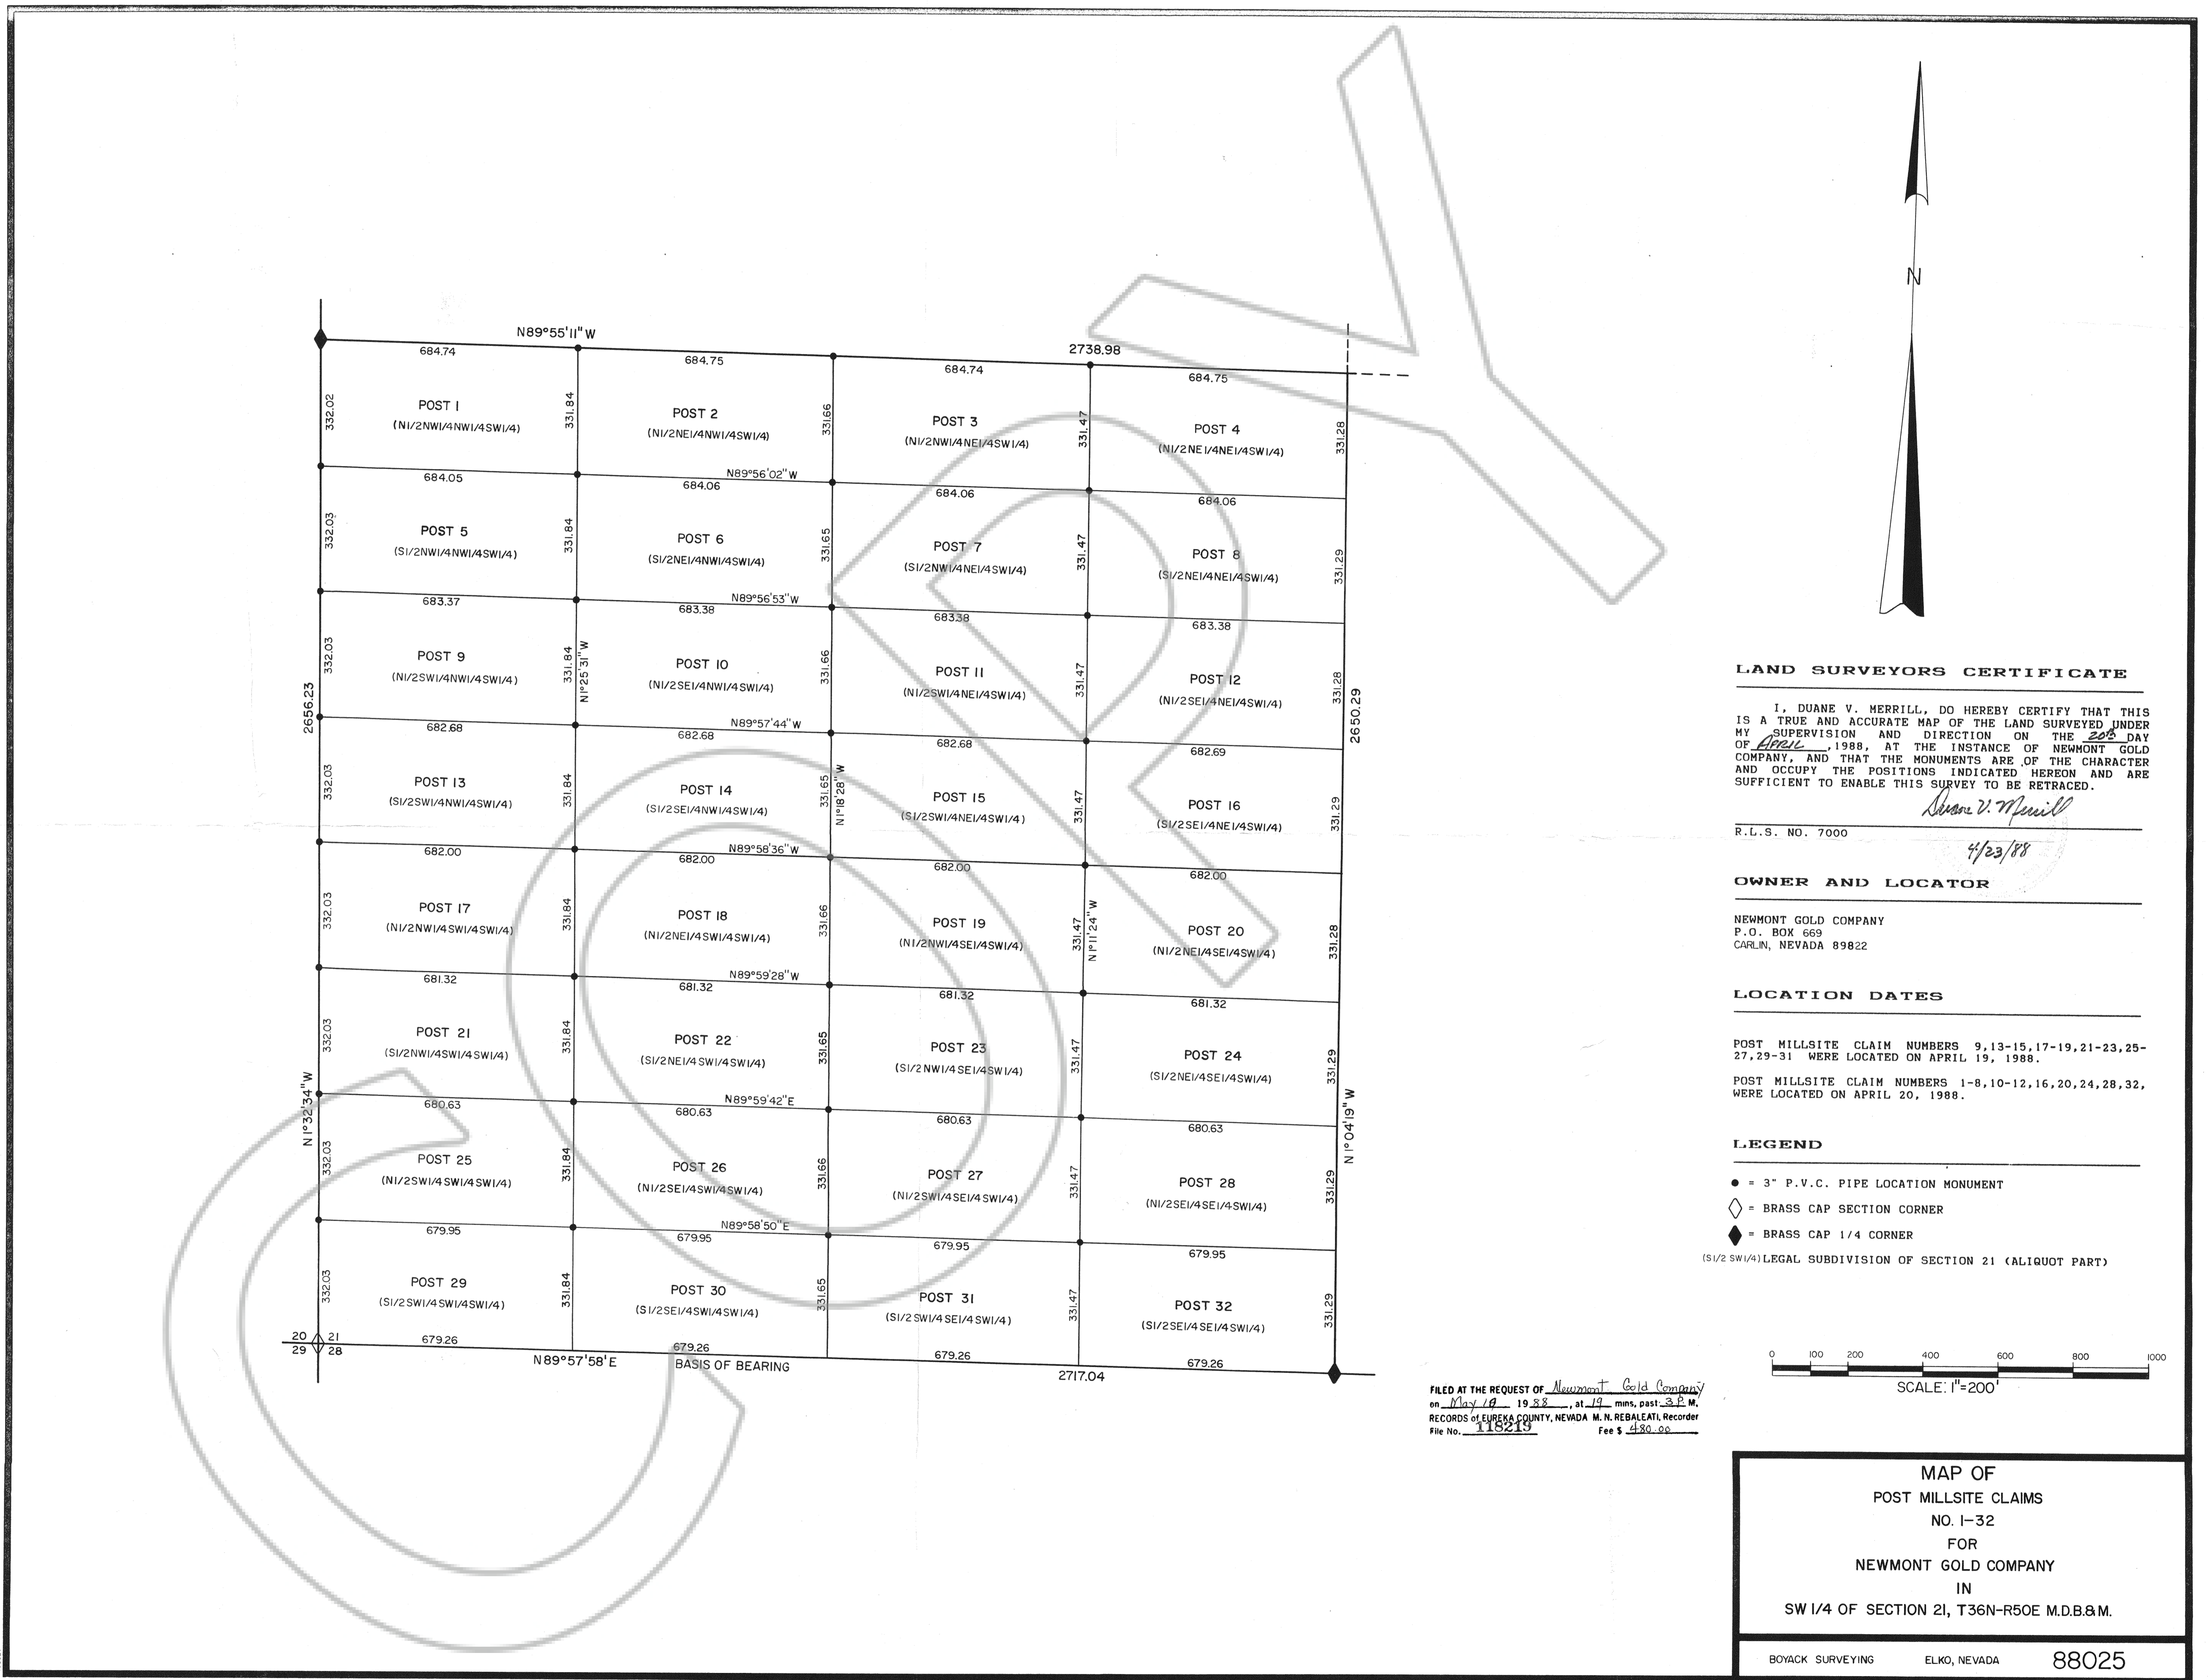 N89°55'11" W
2738.98
684.74
684.75
684.74
684.75
332.02
POST 1
(N1/2NW1/4NW1/4SW1/4)
331.84
POST 2
(N1/2NE1/4NW1/4SW1/4)
331.66
POST 3
(N1/2NW1/4NE1/4SW1/4)
331.47
POST 4
(N1/2NE1/4NE1/4SW1/4)
331.28
N89°56'02" W
684.05
684.06
684.06
684.06
332.03
POST 5
(S1/2NW1/4NW1/4SW1/4)
331.84
POST 6
(S1/2NE1/4NW1/4SW1/4)
331.65
POST 7
(S1/2NW1/4NE1/4SW1/4)
331.47
POST 8
(S1/2NE1/4NE1/4SW1/4)
331.29
N89°56'53" W
683.37
683.38
683.38
683.38
332.03
POST 9
(N1/2SW1/4NW1/4SW1/4)
331.84
N1°25'31" W
POST 10
(N1/2SE1/4NW1/4SW1/4)
331.66
POST 11
(N1/2SW1/4NE1/4SW1/4)
331.47
POST 12
(N1/2SE1/4NE1/4SW1/4)
331.28
2656.23
2650.29
N89°57'44" W
682.68
682.68
682.68
682.69
332.03
POST 13
(S1/2SW1/4NW1/4SW1/4)
331.84
POST 14
(S1/2SE1/4NW1/4SW1/4)
331.65
N1°18'28" W
POST 15
(S1/2SW1/4NE1/4SW1/4)
331.47
POST 16
(S1/2SE1/4NE1/4SW1/4)
331.29
N89°58'36" W
682.00
682.00
682.00
682.00
332.03
POST 17
(N1/2NW1/4SW1/4SW1/4)
331.84
POST 18
(N1/2NE1/4SW1/4SW1/4)
331.66
POST 19
(N1/2NW1/4SE1/4SW1/4)
331.47
N1°11'24" W
POST 20
(N1/2NE1/4SE1/4SW1/4)
331.28
N89°59'28" W
681.32
681.32
681.32
681.32
332.03
POST 21
(S1/2NW1/4SW1/4SW1/4)
331.84
POST 22
(S1/2NE1/4SW1/4SW1/4)
331.65
POST 23
(S1/2NW1/4SE1/4SW1/4)
331.47
POST 24
(S1/2NE1/4SE1/4SW1/4)
331.29
N1°32'34" W
N1°04'19" W
N89°59'42" E
680.63
680.63
680.63
680.63
332.03
POST 25
(N1/2SW1/4SW1/4SW1/4)
331.84
POST 26
(N1/2SE1/4SW1/4SW1/4)
331.66
POST 27
(N1/2SW1/4SE1/4SW1/4)
331.47
POST 28
(N1/2SE1/4SE1/4SW1/4)
331.29
N89°58'50" E
679.95
679.95
679.95
679.95
332.03
POST 29
(S1/2SW1/4SW1/4SW1/4)
331.84
POST 30
(S1/2SE1/4SW1/4SW1/4)
331.65
POST 31
(S1/2SW1/4SE1/4SW1/4)
331.47
POST 32
(S1/2SE1/4SE1/4SW1/4)
331.29
20 21
29 28
679.26
679.26
679.26
679.26
N89°57'58' E
BASIS OF BEARING
2717.04
COPY
N
LAND SURVEYORS CERTIFICATE
I, DUANE V. MERRILL, DO HEREBY CERTIFY THAT THIS
IS A TRUE AND ACCURATE MAP OF THE LAND SURVEYED UNDER
MY SUPERVISION AND DIRECTION ON THE 20th DAY
OF APRIL, 1988, AT THE INSTANCE OF NEWMONT GOLD
COMPANY, AND THAT THE MONUMENTS ARE OF THE CHARACTER
AND OCCUPY THE POSITIONS INDICATED HEREON AND ARE
SUFFICIENT TO ENABLE THIS SURVEY TO BE RETRACED.
Duane V. Merrill
R.L.S. NO. 7000
4/23/88
OWNER AND LOCATOR
NEWMONT GOLD COMPANY
P.O. BOX 669
CARLIN, NEVADA 89822
LOCATION DATES
POST MILLSITE CLAIM NUMBERS 9,13-15,17-19,21-23,25-
27,29-31 WERE LOCATED ON APRIL 19, 1988.
POST MILLSITE CLAIM NUMBERS 1-8,10-12,16,20,24,28,32,
WERE LOCATED ON APRIL 20, 1988.
LEGEND
= 3" P.V.C. PIPE LOCATION MONUMENT
= BRASS CAP SECTION CORNER
= BRASS CAP 1/4 CORNER
(S1/2 SW1/4) LEGAL SUBDIVISION OF SECTION 21 (ALIQUOT PART)
0 100 200 400 600 800 1000
SCALE: 1"=200'
FILED AT THE REQUEST OF Newmont Gold Company
on May 1988, at 19 mins, past 3 P. M.
RECORDS of EUREKA COUNTY, NEVADA M. N. REBALEATI, Recorder
File No. 118219 Fee $ 480.00
MAP OF
POST MILLSITE CLAIMS
NO. 1-32
FOR
NEWMONT GOLD COMPANY
IN
SW 1/4 OF SECTION 21, T36N-R50E M.D.B.&M.
BOYACK SURVEYING ELKO, NEVADA 88025